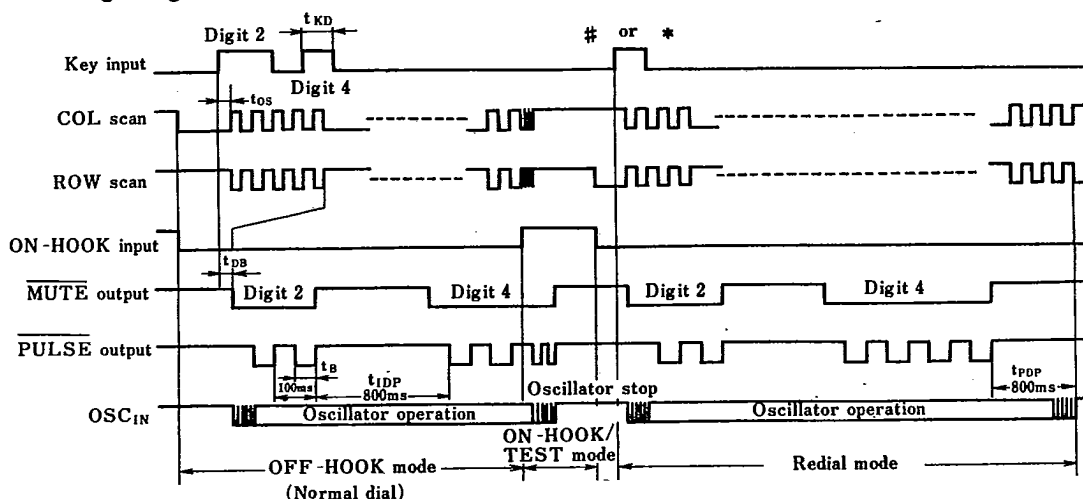 # or *
t KD
Digit 2
Key input
Digit 4
tOS
COL scan
ROW scan
ON-HOOK input
tDB
MUTE output
Digit 2
Digit 4
Digit 2
Digit 4
PULSE output
tB
100ms
tIDP
800ms
Oscillator stop
tPDP
800ms
OSCIN
Oscillator operation
Oscillator operation
ON-HOOK/
TEST mode
OFF-HOOK mode
(Normal dial)
Redial mode